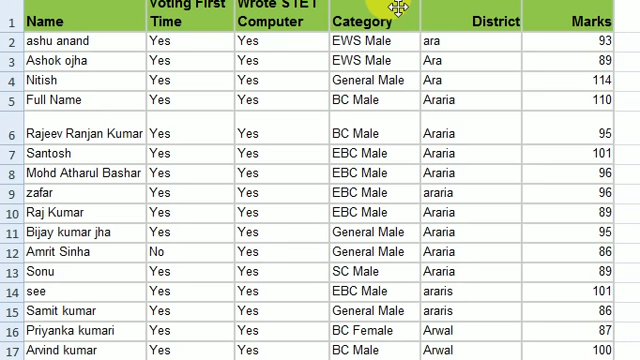 1 Name Voting First Time Wrote STET Computer Category District Marks
2 ashu anand Yes Yes EWS Male ara 93
3 Ashok ojha Yes Yes EWS Male Ara 89
4 Nitish Yes Yes General Male Ara 114
5 Full Name Yes Yes BC Male Araria 110
6 Rajeev Ranjan Kumar Yes Yes BC Male Araria 95
7 Santosh Yes Yes EBC Male Araria 101
8 Mohd Atharul Bashar Yes Yes EBC Male Araria 96
9 zafar Yes Yes EBC Male araria 96
10 Raj Kumar Yes Yes EBC Male Araria 89
11 Bijay kumar jha Yes Yes General Male Araria 95
12 Amrit Sinha No Yes General Male Araria 86
13 Sonu Yes Yes SC Male Araria 89
14 see Yes Yes EBC Male araris 101
15 Samit kumar Yes Yes General Male araris 86
16 Priyanka kumari Yes Yes BC Female Arwal 87
17 Arvind kumar Yes Yes BC Male Arwal 100